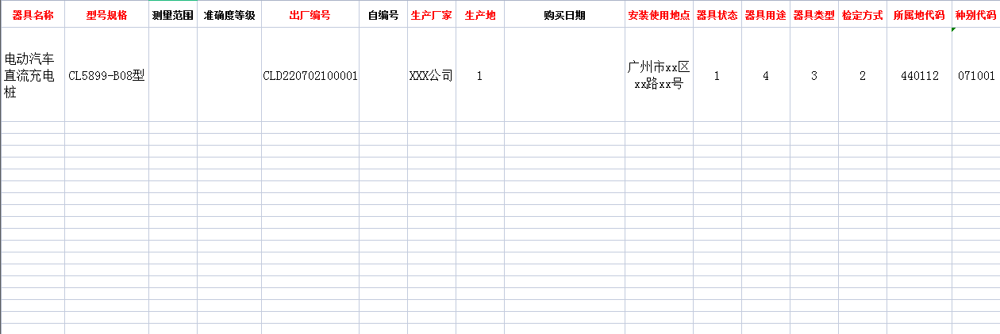 器具名称 型号规格 测量范围 准确度等级 出厂编号 自编号 生产厂家 生产地 购买日期 安装使用地点 器具状态 器具用途 器具类型 检定方式 所属地代码 种别代码
电动汽车
直流充电
桩
CL5899-B08型 CLD220702100001 XXX公司 1
广州市xx区
xx路xx号
1 4 3 2 440112 071001